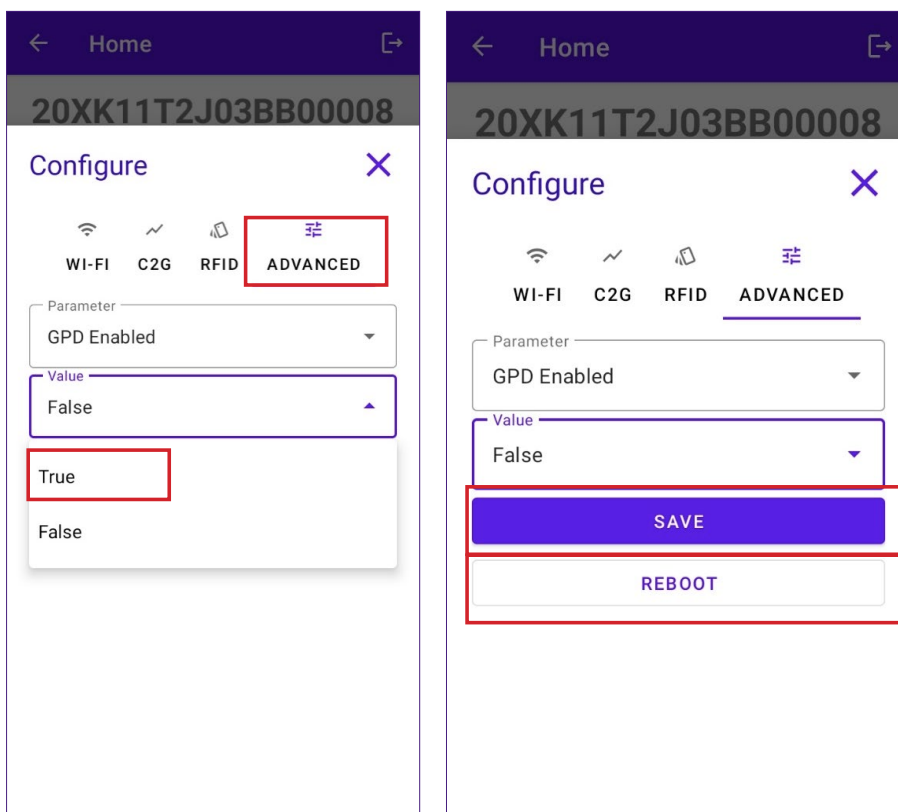 Home
20XK11T2J03BB00008
Configure
WI-FI C2G RFID ADVANCED
Parameter
GPD Enabled
Value
False
True
False
Home
20XK11T2J03BB00008
Configure
WI-FI C2G RFID ADVANCED
Parameter
GPD Enabled
Value
False
SAVE
REBOOT